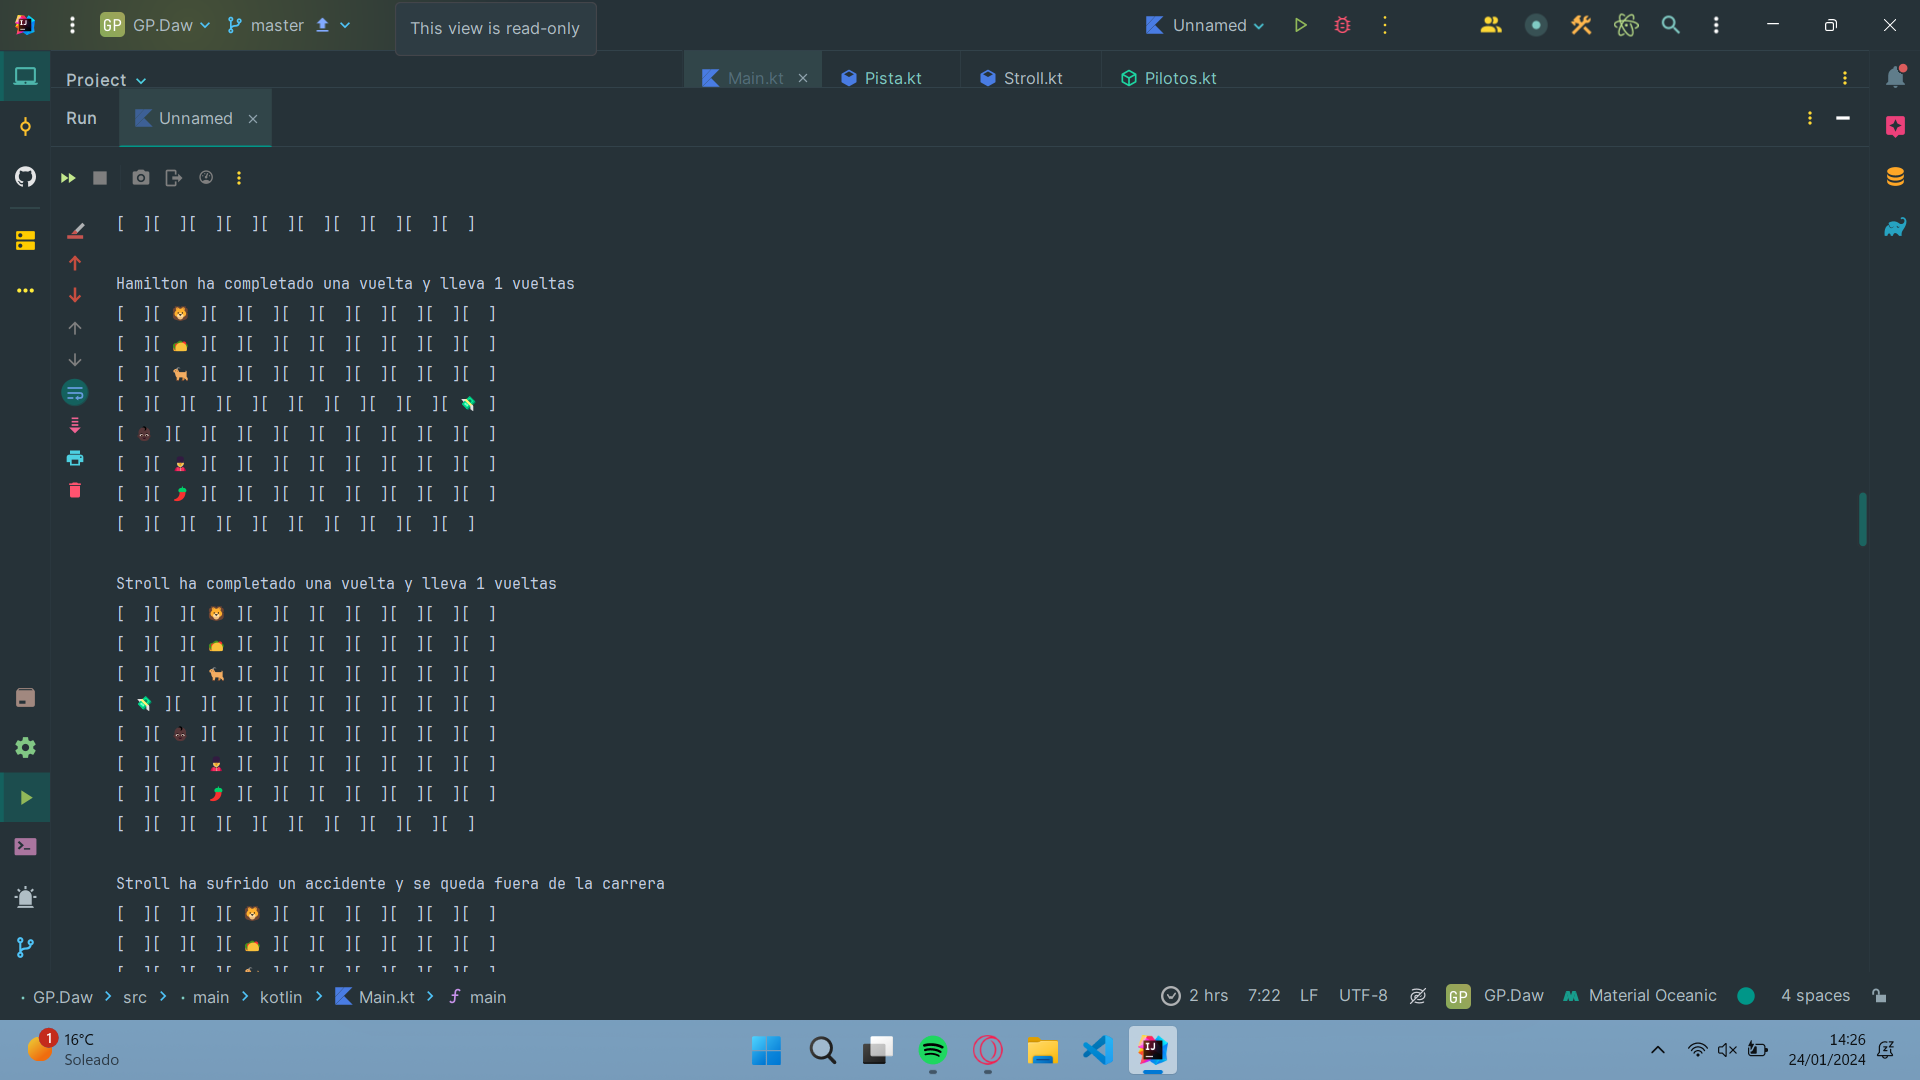 GP GP.Daw master
This view is read-only
Unnamed
Project
Main.kt
Pista.kt
Stroll.kt
Pilotos.kt
Run
Unnamed
[  ][  ][  ][  ][  ][  ][  ][  ][  ][  ]
Hamilton ha completado una vuelta y lleva 1 vueltas
[  ][ 🦁 ][  ][  ][  ][  ][  ][  ][  ][  ]
[  ][ 🌮 ][  ][  ][  ][  ][  ][  ][  ][  ]
[  ][ 🐐 ][  ][  ][  ][  ][  ][  ][  ][  ]
[  ][  ][  ][  ][  ][  ][  ][  ][  ][ 💸 ]
[ 👨🏿‍🦲 ][  ][  ][  ][  ][  ][  ][  ][  ][  ]
[  ][ 💂🏻 ][  ][  ][  ][  ][  ][  ][  ][  ]
[  ][ 🌶 ][  ][  ][  ][  ][  ][  ][  ][  ]
[  ][  ][  ][  ][  ][  ][  ][  ][  ][  ]
Stroll ha completado una vuelta y lleva 1 vueltas
[  ][  ][ 🦁 ][  ][  ][  ][  ][  ][  ][  ]
[  ][  ][ 🌮 ][  ][  ][  ][  ][  ][  ][  ]
[  ][  ][ 🐐 ][  ][  ][  ][  ][  ][  ][  ]
[ 💸 ][  ][  ][  ][  ][  ][  ][  ][  ][  ]
[  ][ 👨🏿‍🦲 ][  ][  ][  ][  ][  ][  ][  ][  ]
[  ][  ][ 💂🏻 ][  ][  ][  ][  ][  ][  ][  ]
[  ][  ][ 🌶 ][  ][  ][  ][  ][  ][  ][  ]
[  ][  ][  ][  ][  ][  ][  ][  ][  ][  ]
Stroll ha sufrido un accidente y se queda fuera de la carrera
[  ][  ][  ][ 🦁 ][  ][  ][  ][  ][  ][  ]
[  ][  ][  ][ 🌮 ][  ][  ][  ][  ][  ][  ]
GP.Daw > src > main > kotlin > Main.kt > main
2 hrs 7:22 LF UTF-8 GP GP.Daw Material Oceanic 4 spaces
1 16°C
Soleado
14:26
24/01/2024